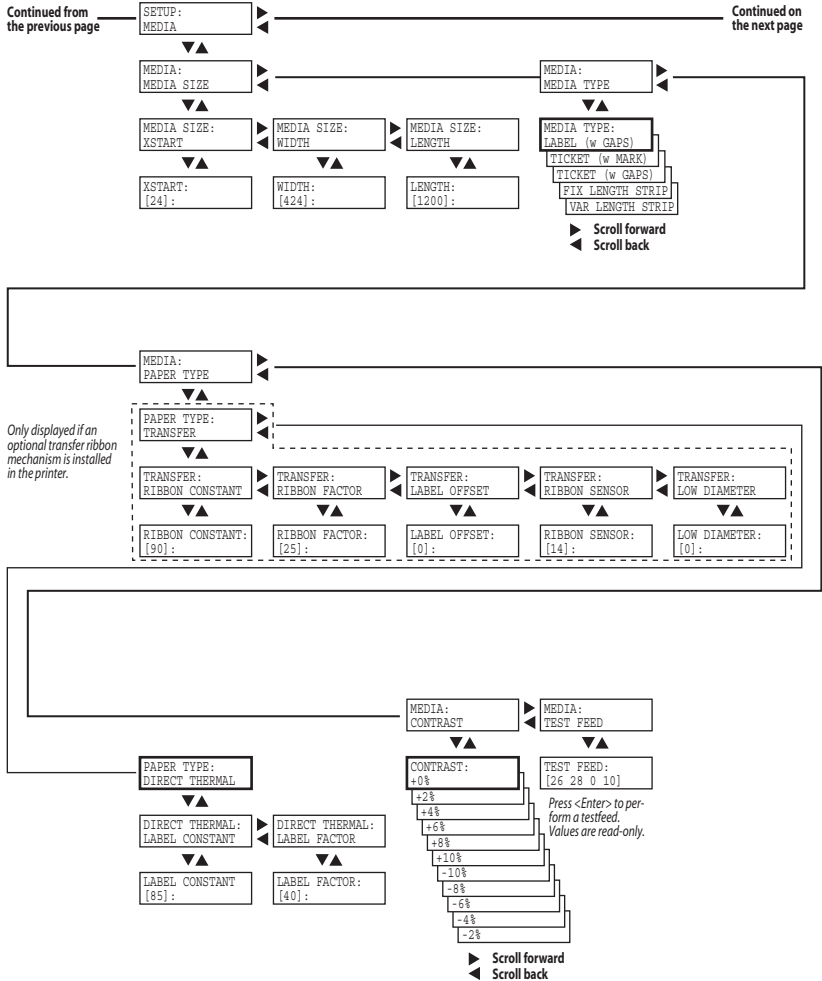 Continued from
the previous page
SETUP:
MEDIA
Continued on
the next page
MEDIA:
MEDIA SIZE
MEDIA:
MEDIA TYPE
MEDIA SIZE:
XSTART
MEDIA SIZE:
WIDTH
MEDIA SIZE:
LENGTH
MEDIA TYPE:
LABEL (w GAPS)
TICKET (w MARK)
TICKET (w GAPS)
FIX LENGTH STRIP
VAR LENGTH STRIP
XSTART:
[24]:
WIDTH:
[424]:
LENGTH:
[1200]:
Scroll forward
Scroll back
MEDIA:
PAPER TYPE
Only displayed if an
optional transfer ribbon
mechanism is installed
in the printer.
PAPER TYPE:
TRANSFER
TRANSFER:
RIBBON CONSTANT
TRANSFER:
RIBBON FACTOR
TRANSFER:
LABEL OFFSET
TRANSFER:
RIBBON SENSOR
TRANSFER:
LOW DIAMETER
RIBBON CONSTANT:
[90]:
RIBBON FACTOR:
[25]:
LABEL OFFSET:
[0]:
RIBBON SENSOR:
[14]:
LOW DIAMETER:
[0]:
MEDIA:
CONTRAST
MEDIA:
TEST FEED
PAPER TYPE:
DIRECT THERMAL
CONTRAST:
+0%
+2%
+4%
+6%
+8%
+10%
-10%
-8%
-6%
-4%
-2%
TEST FEED:
[26 28 0 10]
Press <Enter> to per-
form a testfeed.
Values are read-only.
DIRECT THERMAL:
LABEL CONSTANT
DIRECT THERMAL:
LABEL FACTOR
LABEL CONSTANT
[85]:
LABEL FACTOR:
[40]:
Scroll forward
Scroll back